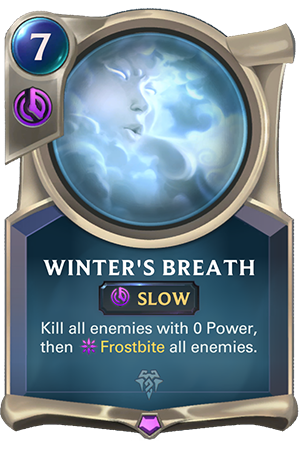 7
WINTER'S BREATH
SLOW
Kill all enemies with 0 Power,
then Frostbite all enemies.